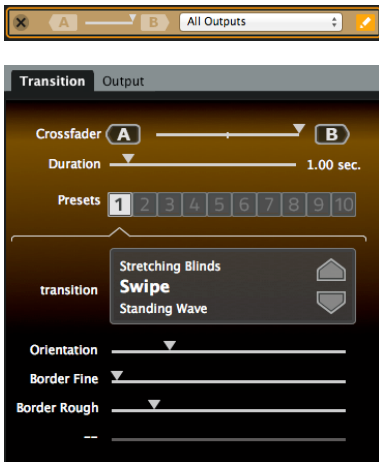 A B All Outputs
Transition Output
Crossfader A B
Duration 1.00 sec.
Presets 1 2 3 4 5 6 7 8 9 10
Stretching Blinds
transition Swipe
Standing Wave
Orientation
Border Fine
Border Rough
--